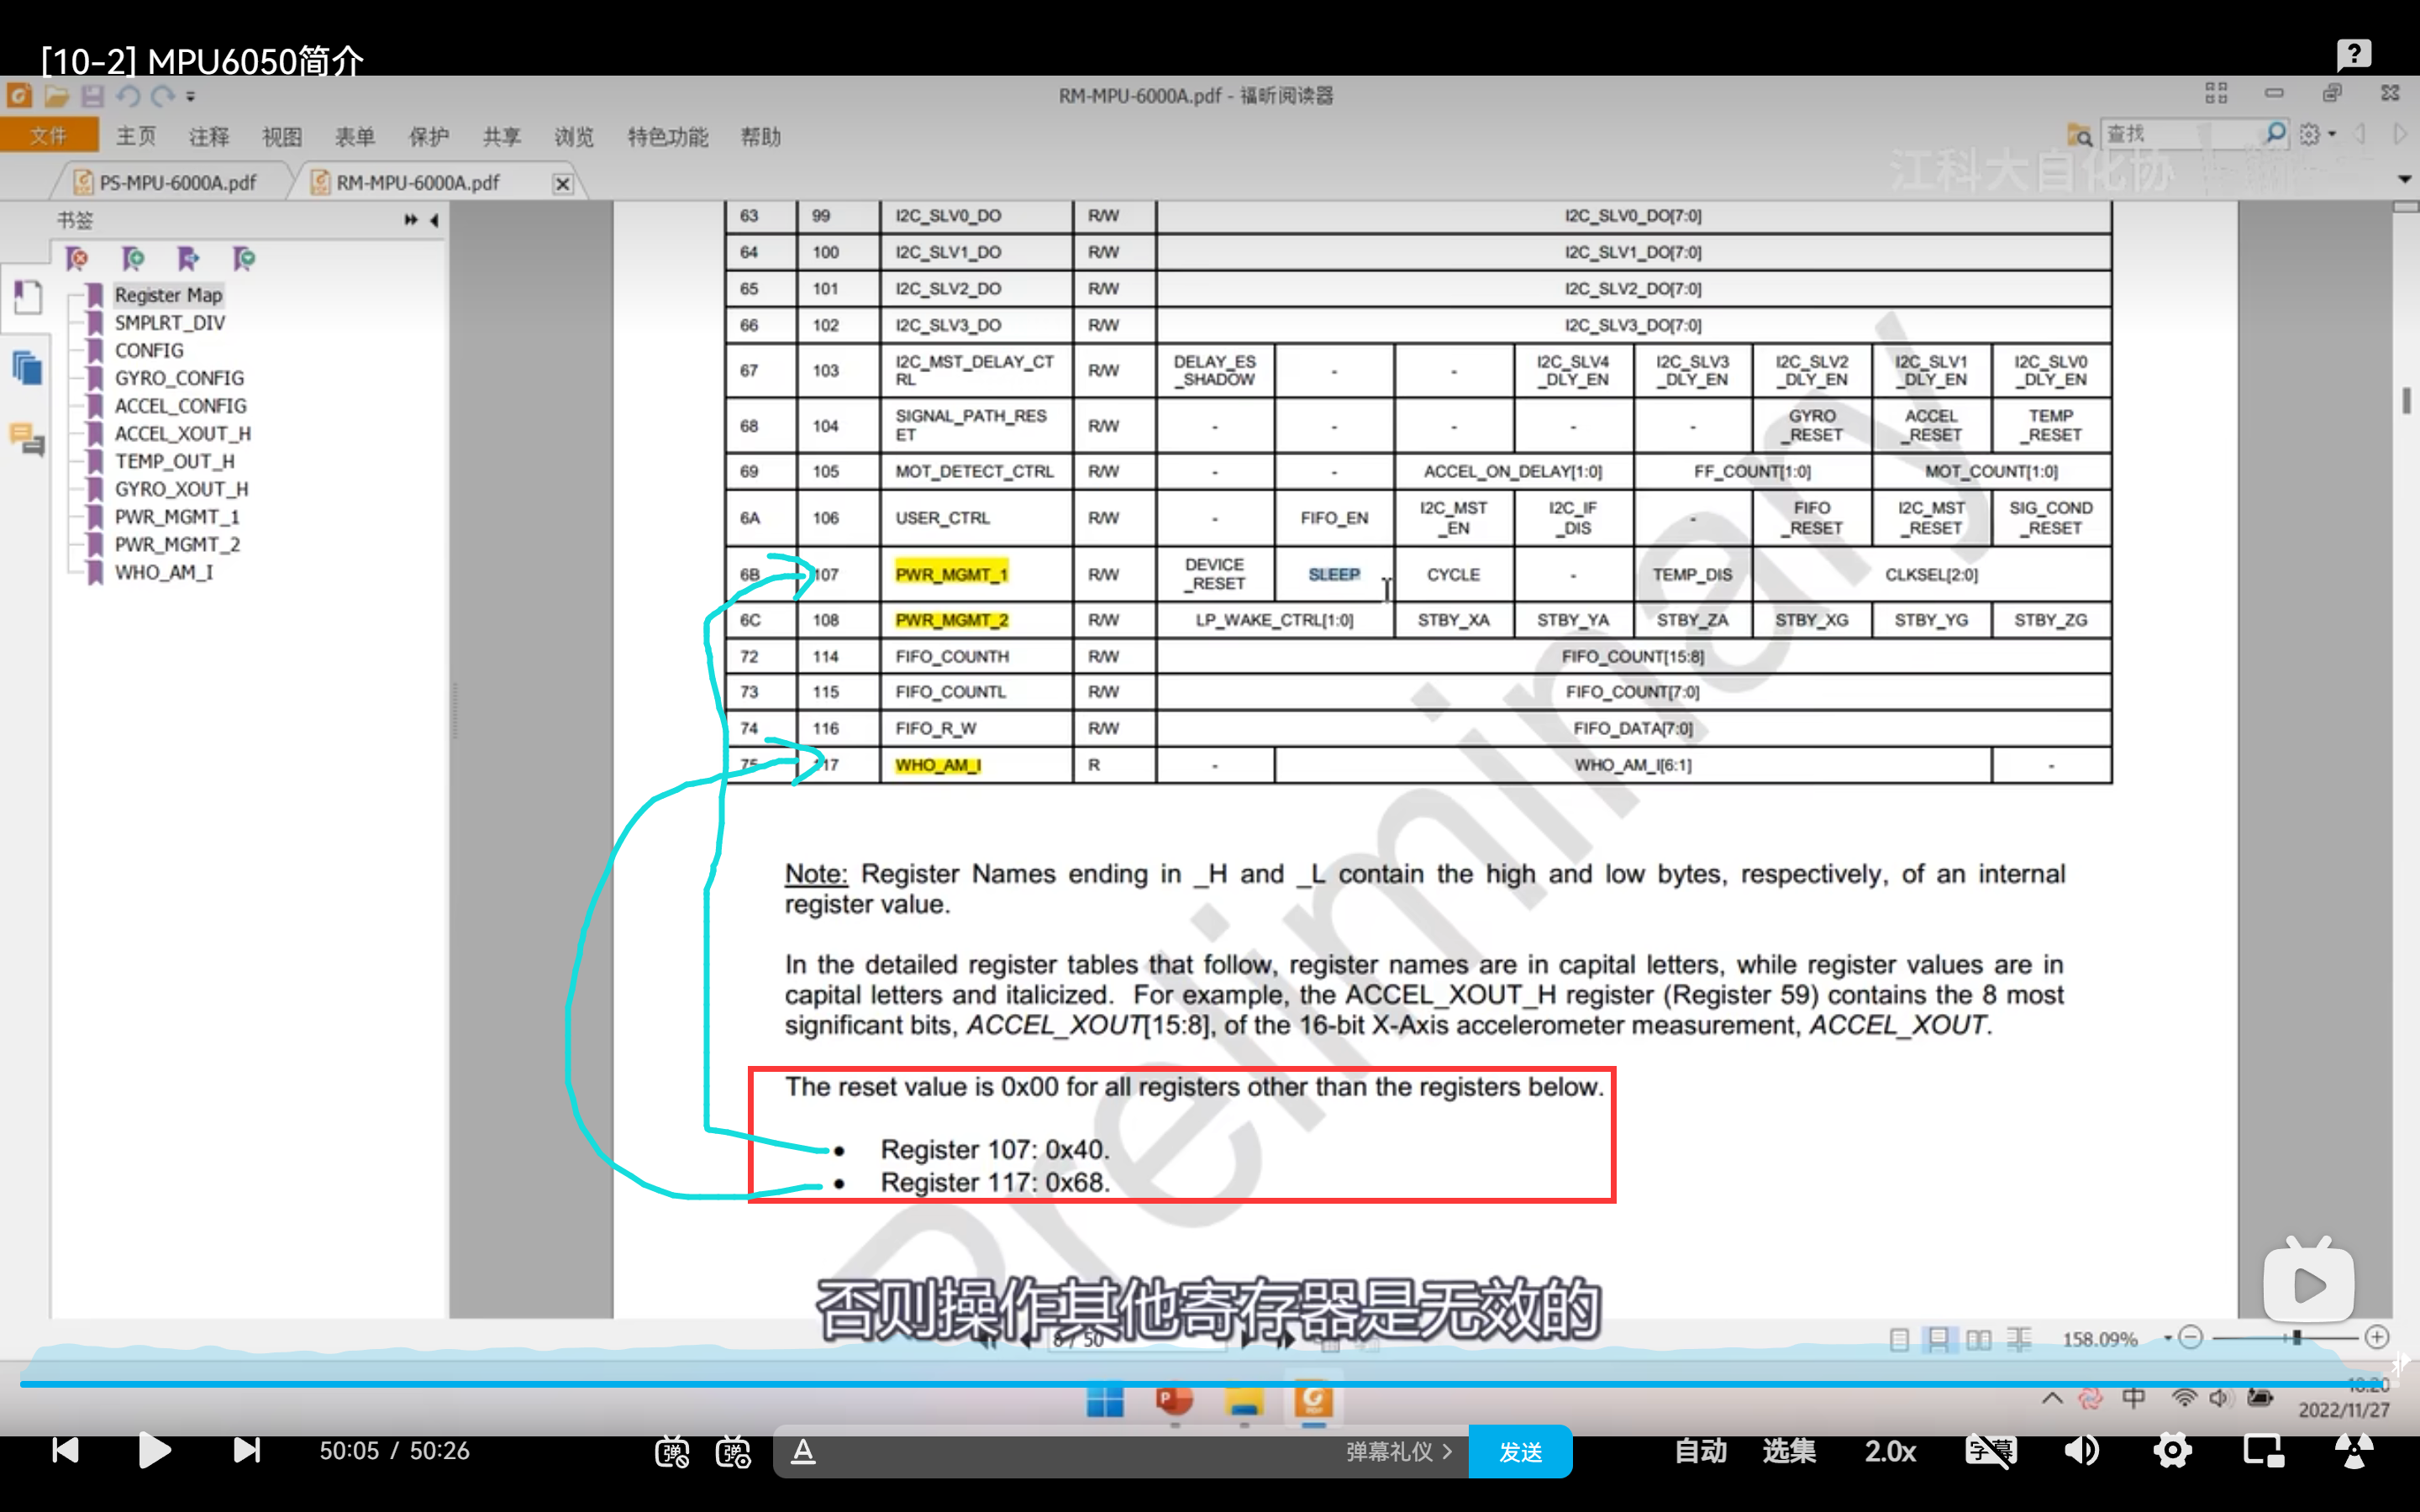 [10-2] MPU6050简介
RM-MPU-6000A.pdf - 福昕阅读器
文件 主页 注释 视图 表单 保护 共享 浏览 特色功能 帮助
查找
江科大自化协
PS-MPU-6000A.pdf RM-MPU-6000A.pdf
书签
Register Map
SMPLRT_DIV
CONFIG
GYRO_CONFIG
ACCEL_CONFIG
ACCEL_XOUT_H
TEMP_OUT_H
GYRO_XOUT_H
PWR_MGMT_1
PWR_MGMT_2
WHO_AM_I
63 99 I2C_SLV0_DO R/W I2C_SLV0_DO[7:0]
64 100 I2C_SLV1_DO R/W I2C_SLV1_DO[7:0]
65 101 I2C_SLV2_DO R/W I2C_SLV2_DO[7:0]
66 102 I2C_SLV3_DO R/W I2C_SLV3_DO[7:0]
67 103 I2C_MST_DELAY_CTRL R/W DELAY_ES_SHADOW - - I2C_SLV4_DLY_EN I2C_SLV3_DLY_EN I2C_SLV2_DLY_EN I2C_SLV1_DLY_EN I2C_SLV0_DLY_EN
68 104 SIGNAL_PATH_RESET R/W - - - - - GYRO_RESET ACCEL_RESET TEMP_RESET
69 105 MOT_DETECT_CTRL R/W - - ACCEL_ON_DELAY[1:0] FF_COUNT[1:0] MOT_COUNT[1:0]
6A 106 USER_CTRL R/W - FIFO_EN I2C_MST_EN I2C_IF_DIS - FIFO_RESET I2C_MST_RESET SIG_COND_RESET
6B 107 PWR_MGMT_1 R/W DEVICE_RESET SLEEP CYCLE - TEMP_DIS CLKSEL[2:0]
6C 108 PWR_MGMT_2 R/W LP_WAKE_CTRL[1:0] STBY_XA STBY_YA STBY_ZA STBY_XG STBY_YG STBY_ZG
72 114 FIFO_COUNTH R/W FIFO_COUNT[15:8]
73 115 FIFO_COUNTL R/W FIFO_COUNT[7:0]
74 116 FIFO_R_W R/W FIFO_DATA[7:0]
75 117 WHO_AM_I R - WHO_AM_I[6:1] -
Preliminary
Note: Register Names ending in _H and _L contain the high and low bytes, respectively, of an internal
register value.
In the detailed register tables that follow, register names are in capital letters, while register values are in
capital letters and italicized. For example, the ACCEL_XOUT_H register (Register 59) contains the 8 most
significant bits, ACCEL_XOUT[15:8], of the 16-bit X-Axis accelerometer measurement, ACCEL_XOUT.
The reset value is 0x00 for all registers other than the registers below.
• Register 107: 0x40.
• Register 117: 0x68.
否则操作其他寄存器是无效的
8 / 50
158.09%
中
2022/11/27
50:05 / 50:26
弹 弹 A 弹幕礼仪 > 发送 自动 选集 2.0x 字幕